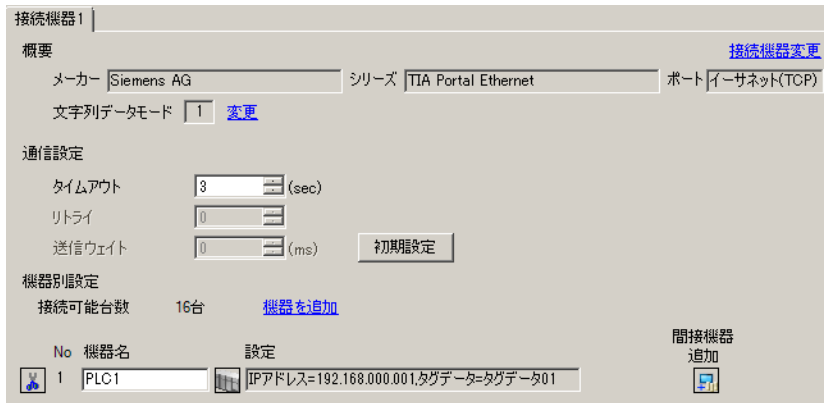 接続機器1
概要 接続機器変更
メーカー Siemens AG シリーズ TIA Portal Ethernet ポート イーサネット(TCP)
文字列データモード 1 変更
通信設定
タイムアウト 3 (sec)
リトライ 0
送信ウェイト 0 (ms) 初期設定
機器別設定
接続可能台数 16台 機器を追加
間接機器
No 機器名 設定 追加
1 PLC1 IPアドレス=192.168.000.001,タグデータ=タグデータ01